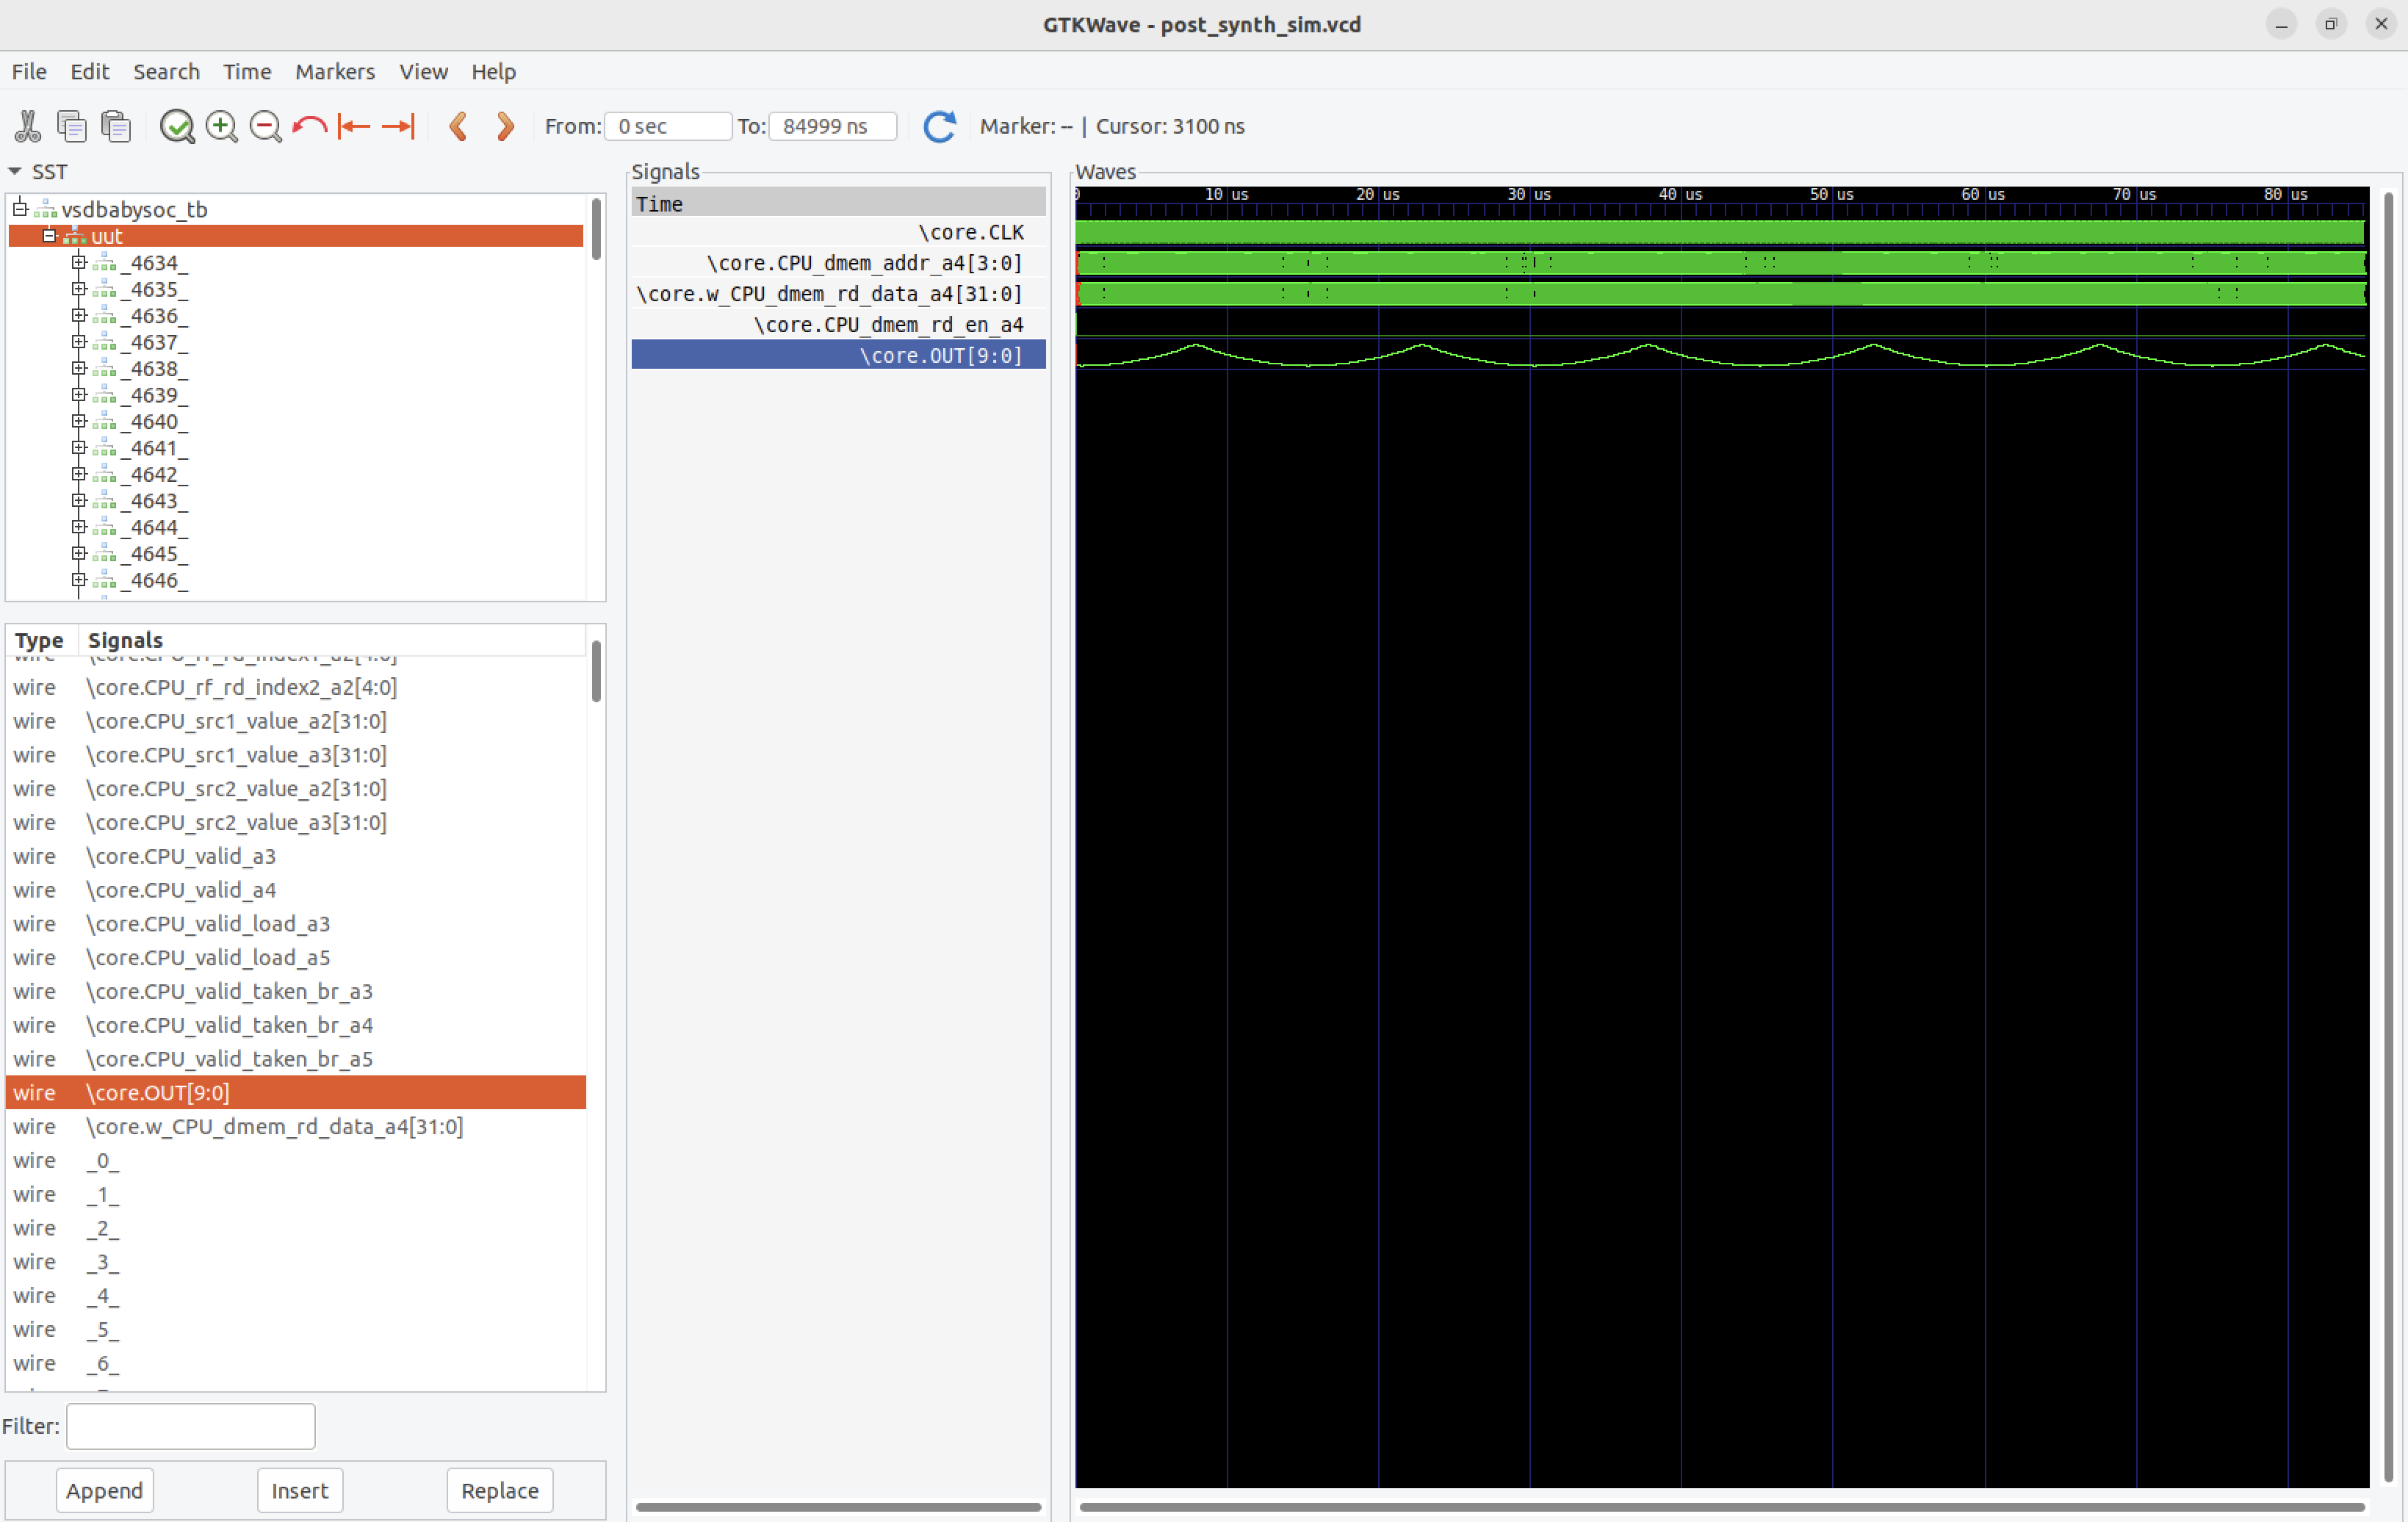 GTKWave - post_synth_sim.vcd
File Edit Search Time Markers View Help
From: 0 sec To: 84999 ns Marker: -- | Cursor: 3100 ns
SST
vsdbabysoc_tb
uut
_4634_
_4635_
_4636_
_4637_
_4638_
_4639_
_4640_
_4641_
_4642_
_4643_
_4644_
_4645_
_4646_
Type Signals
wire \core.CPU_rf_rd_index1_a2[4:0]
wire \core.CPU_rf_rd_index2_a2[4:0]
wire \core.CPU_src1_value_a2[31:0]
wire \core.CPU_src1_value_a3[31:0]
wire \core.CPU_src2_value_a2[31:0]
wire \core.CPU_src2_value_a3[31:0]
wire \core.CPU_valid_a3
wire \core.CPU_valid_a4
wire \core.CPU_valid_load_a3
wire \core.CPU_valid_load_a5
wire \core.CPU_valid_taken_br_a3
wire \core.CPU_valid_taken_br_a4
wire \core.CPU_valid_taken_br_a5
wire \core.OUT[9:0]
wire \core.w_CPU_dmem_rd_data_a4[31:0]
wire _0_
wire _1_
wire _2_
wire _3_
wire _4_
wire _5_
wire _6_
Filter:
Append Insert Replace
Signals
Time
\core.CLK
\core.CPU_dmem_addr_a4[3:0]
\core.w_CPU_dmem_rd_data_a4[31:0]
\core.CPU_dmem_rd_en_a4
\core.OUT[9:0]
Waves
0 10 us 20 us 30 us 40 us 50 us 60 us 70 us 80 us